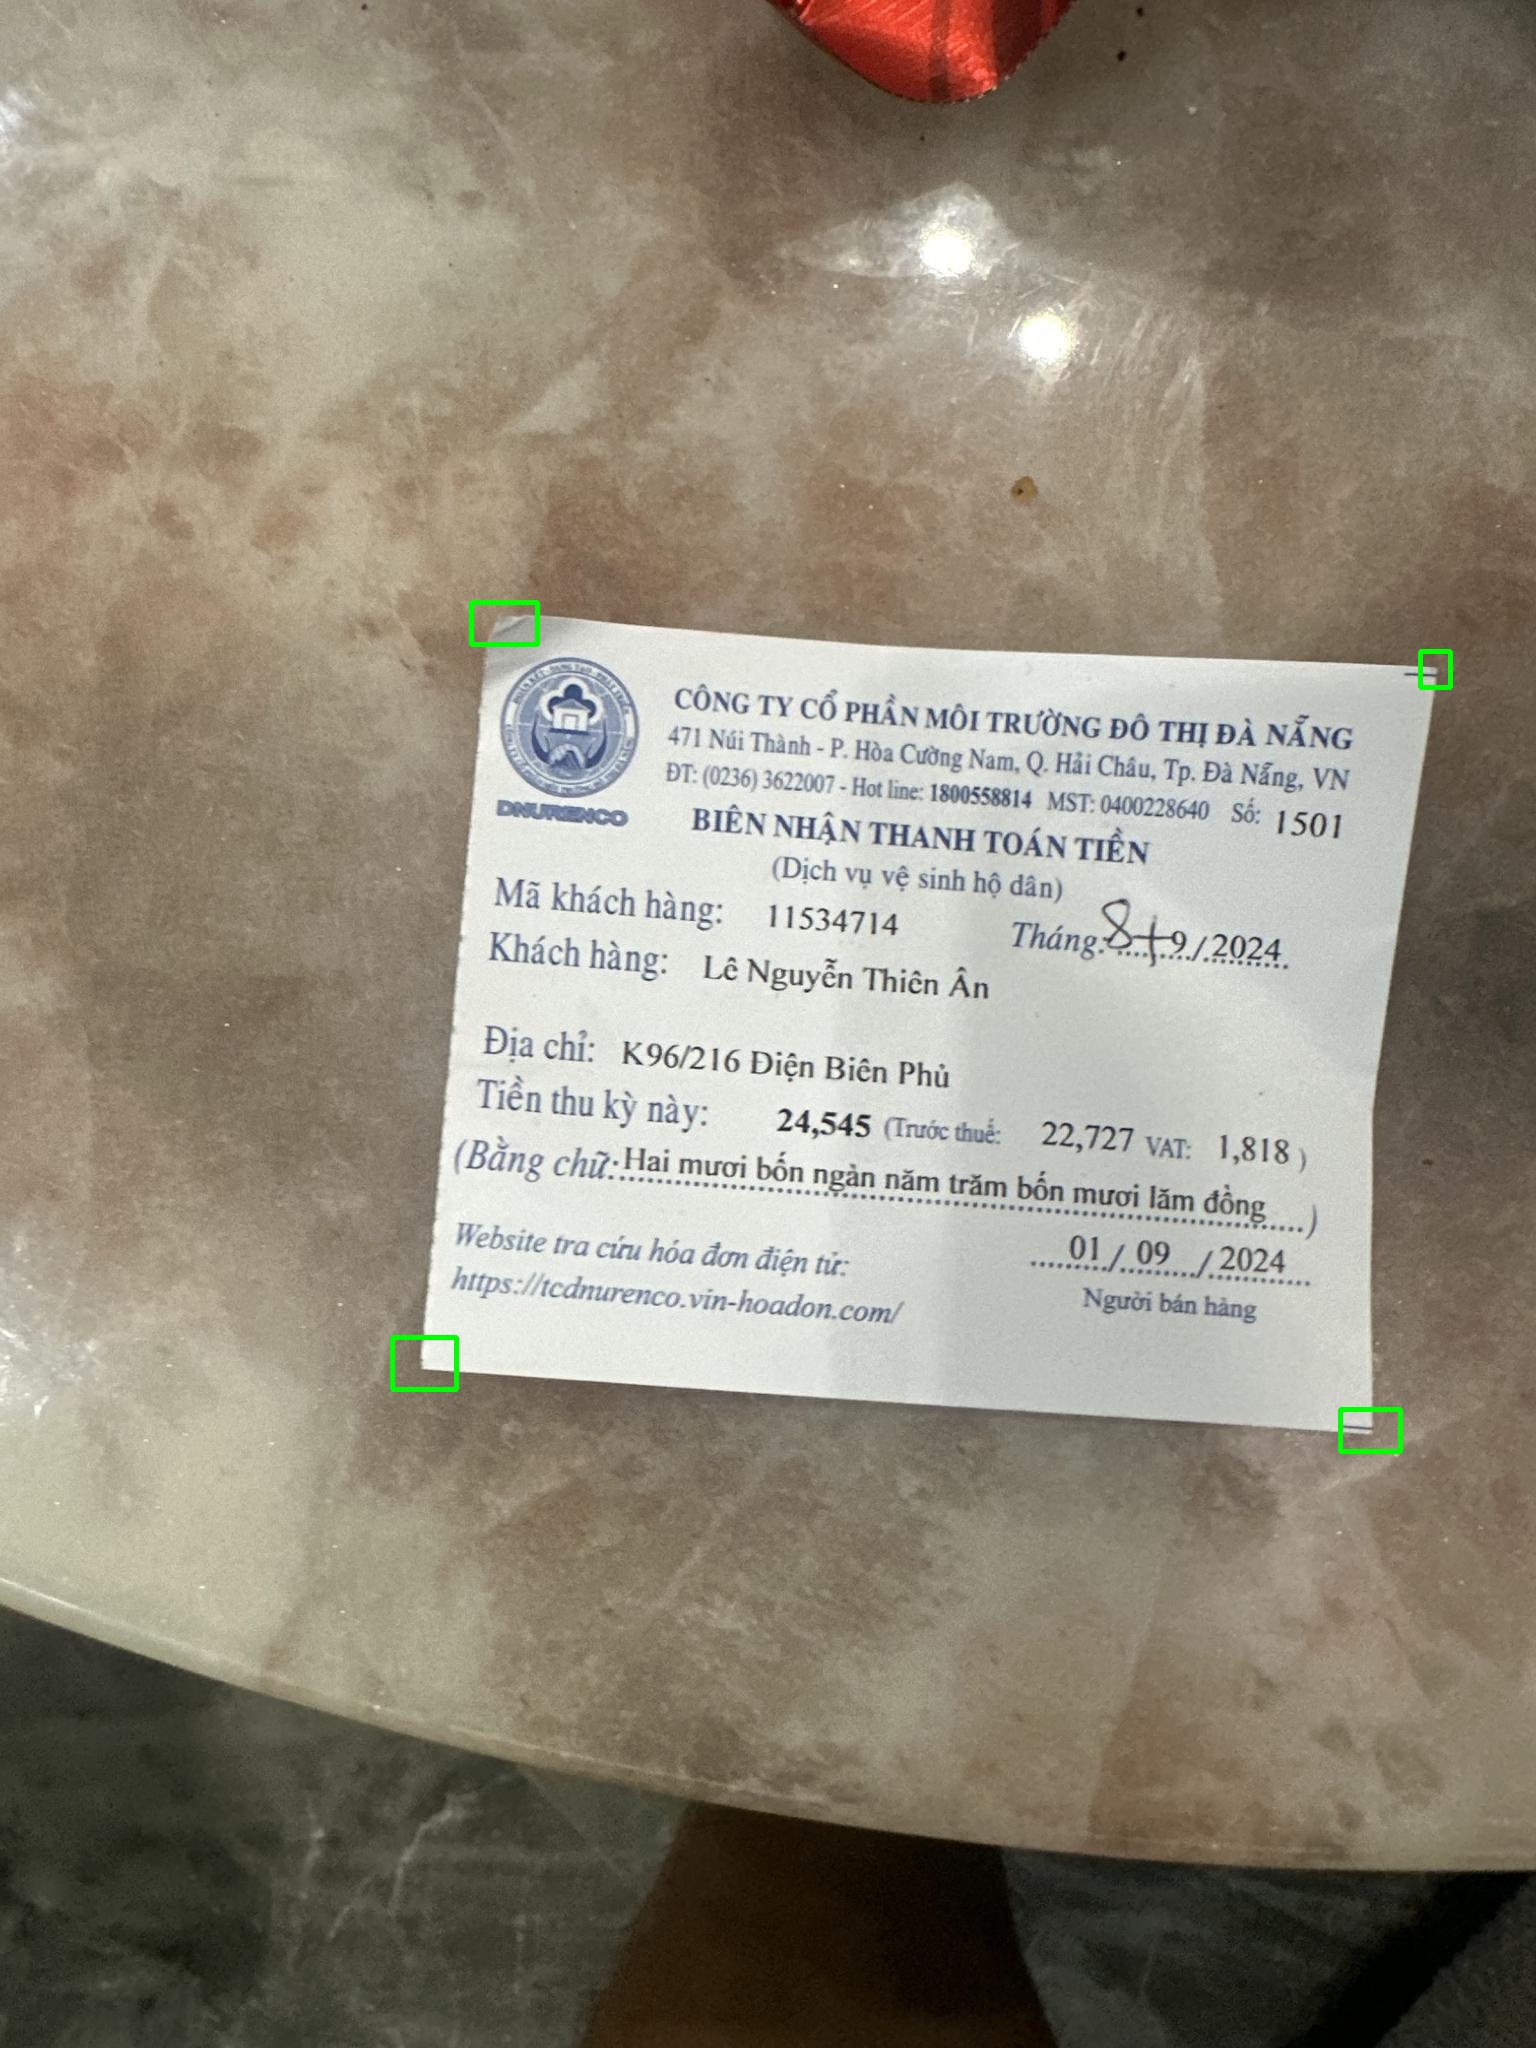 CÔNG TY CỔ PHẦN MÔI TRƯỜNG ĐÔ THỊ ĐÀ NẴNG
471 Núi Thành - P. Hòa Cường Nam, Q. Hải Châu, Tp. Đà Nẵng, VN
ĐT: (0236) 3622007 - Hot line: 1800558814 MST: 0400228640 Số: 1501
DNURENCO
BIÊN NHẬN THANH TOÁN TIỀN
(Dịch vụ vệ sinh hộ dân)
Mã khách hàng: 11534714 Tháng: 8+9/2024
Khách hàng: Lê Nguyễn Thiên Ân
Địa chỉ: K96/216 Điện Biên Phủ
Tiền thu kỳ này: 24,545 (Trước thuế: 22,727 VAT: 1,818 )
(Bằng chữ: Hai mươi bốn ngàn năm trăm bốn mươi lăm đồng )
Website tra cứu hóa đơn điện tử: 01 / 09 / 2024
https://tcdnurenco.vin-hoadon.com/ Người bán hàng